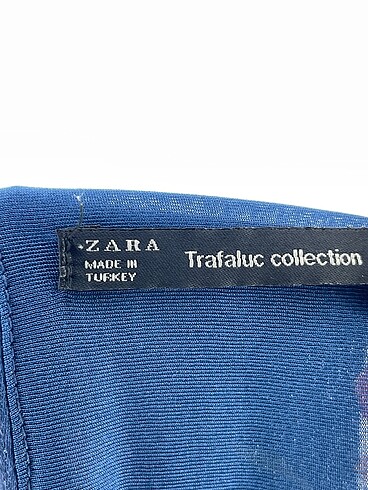 ZARA
MADE IN
TURKEY
Trafaluc collection